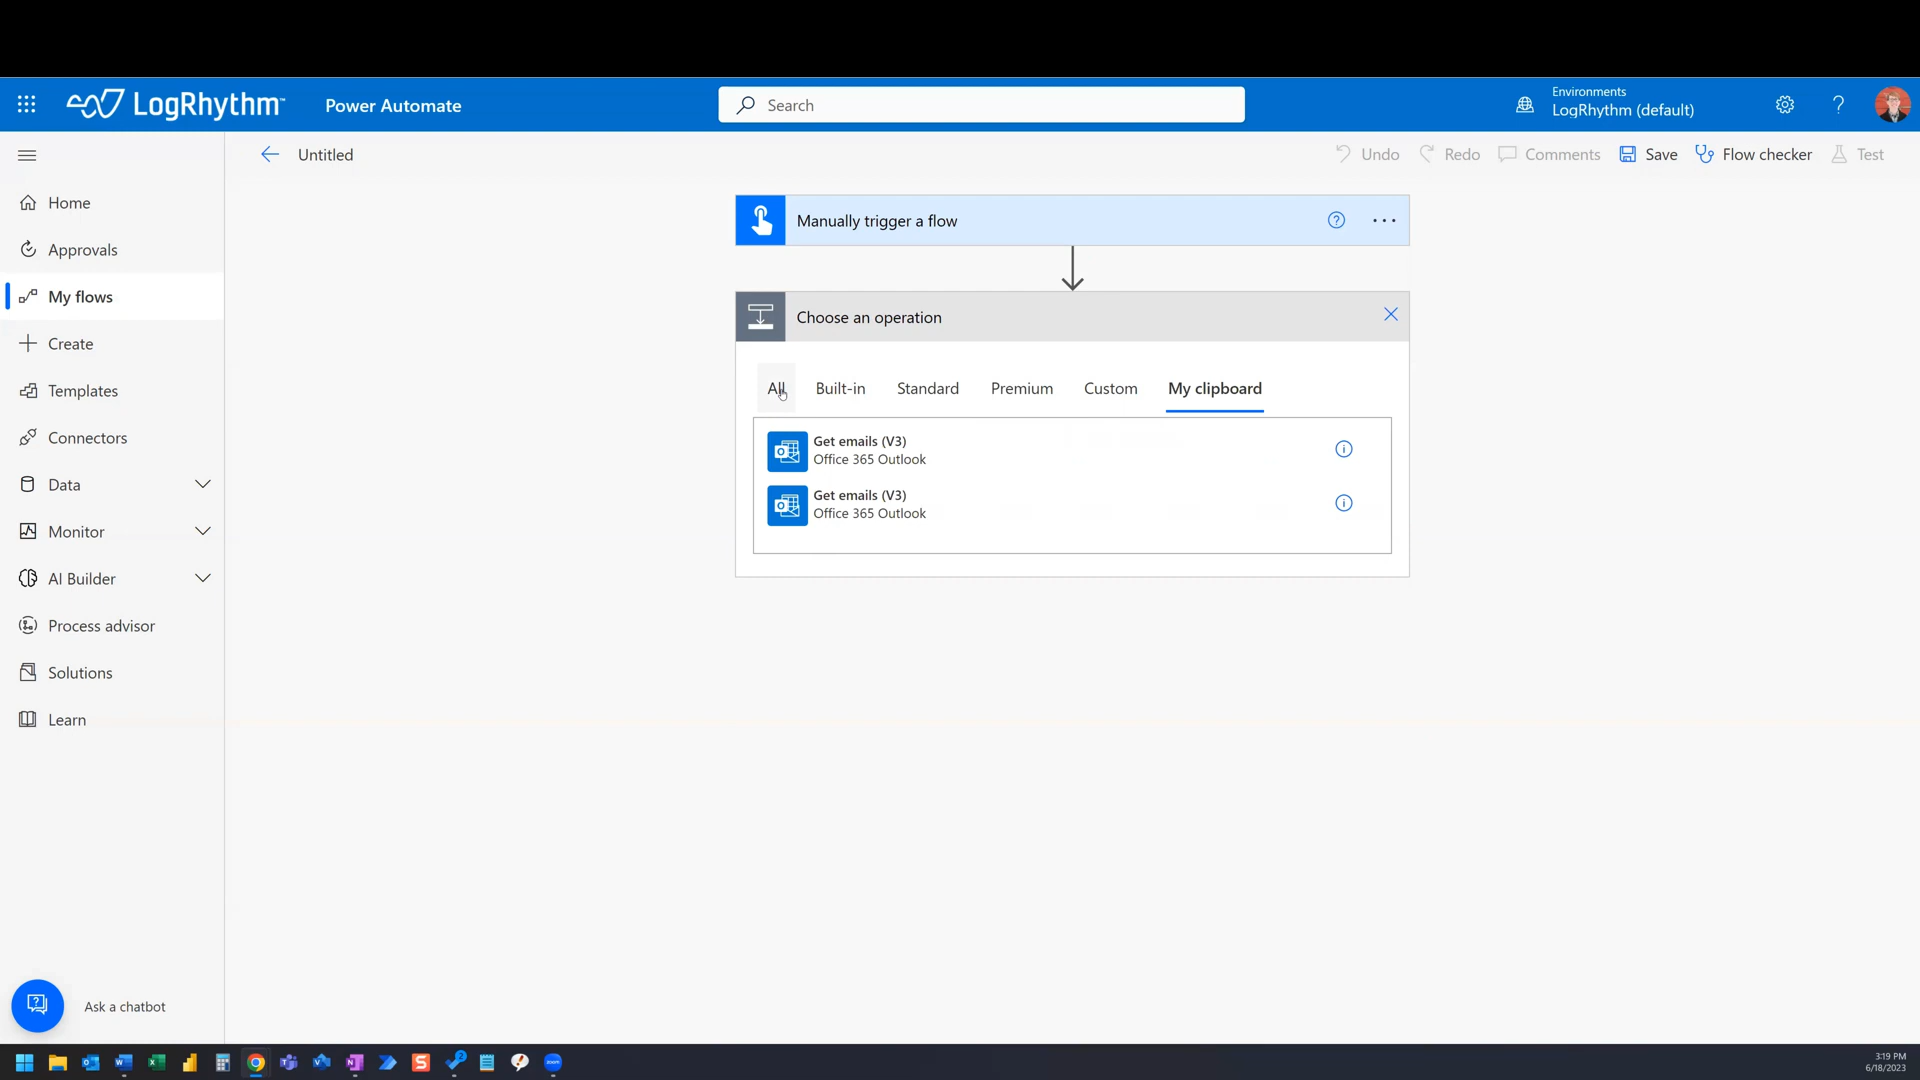 LogRhythm™
Power Automate
Search
Environments
LogRhythm (default)
Untitled
Undo
Redo
Comments
Save
Flow checker
Test
Home
Approvals
My flows
Create
Templates
Connectors
Data
Monitor
AI Builder
Process advisor
Solutions
Learn
Ask a chatbot
Manually trigger a flow
Choose an operation
All
Built-in
Standard
Premium
Custom
My clipboard
Get emails (V3)
Office 365 Outlook
Get emails (V3)
Office 365 Outlook
3:19 PM
6/18/2023